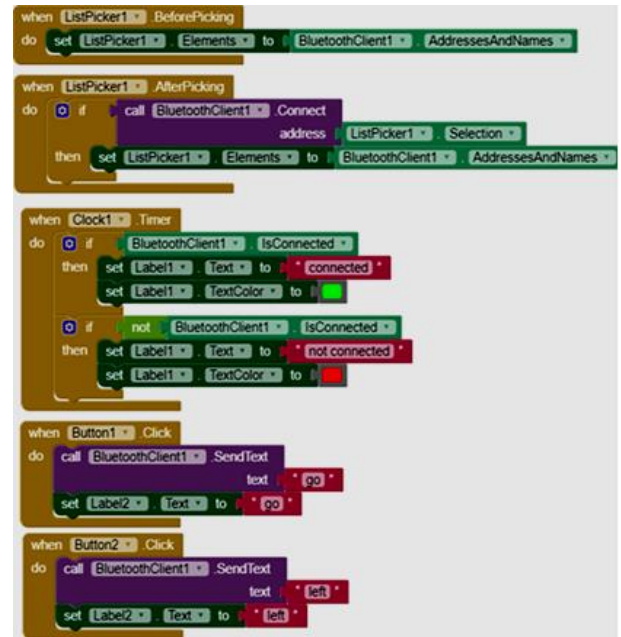 when ListPicker1 .BeforePicking
do set ListPicker1 . Elements to BluetoothClient1 . AddressesAndNames
when ListPicker1 .AfterPicking
do if call BluetoothClient1 .Connect
address ListPicker1 . Selection
then set ListPicker1 . Elements to BluetoothClient1 . AddressesAndNames
when Clock1 .Timer
do if BluetoothClient1 . IsConnected
then set Label1 . Text to " connected "
set Label1 . TextColor to
if not BluetoothClient1 . IsConnected
then set Label1 . Text to " not connected "
set Label1 . TextColor to
when Button1 .Click
do call BluetoothClient1 .SendText
text " go "
set Label2 . Text to " go "
when Button2 .Click
do call BluetoothClient1 .SendText
text " left "
set Label2 . Text to " left "